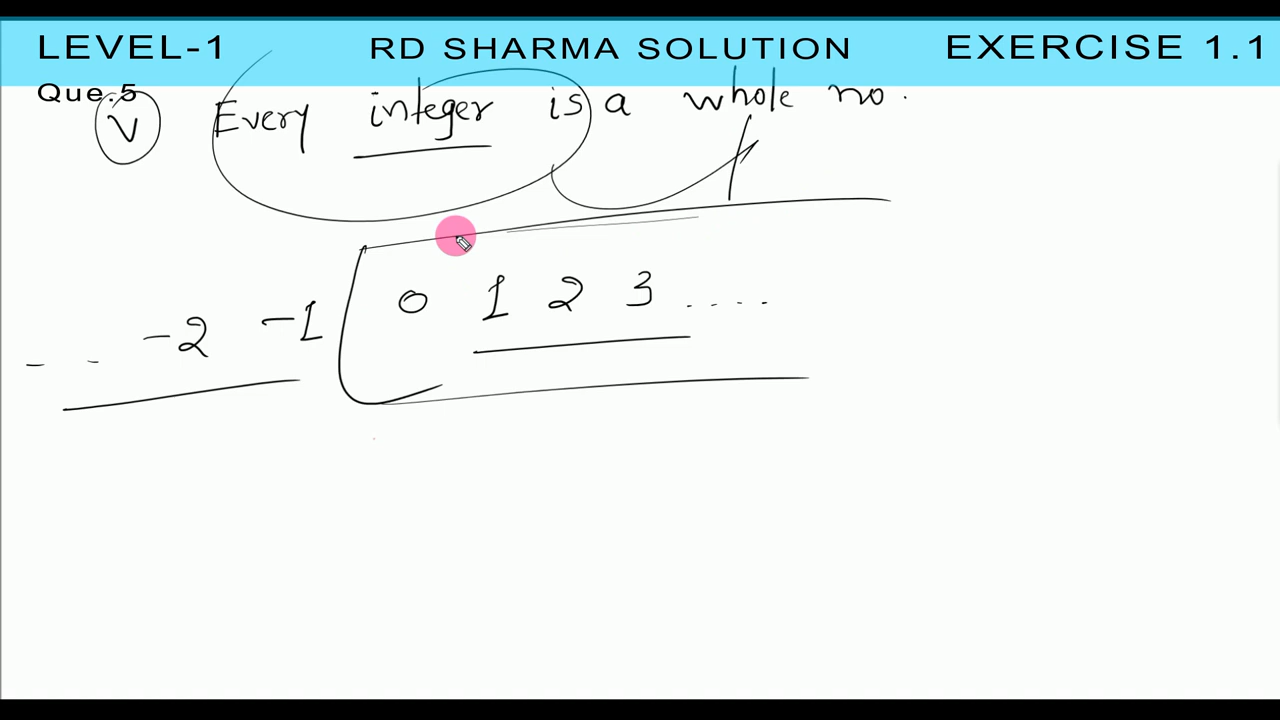 LEVEL-1 RD SHARMA SOLUTION EXERCISE 1.1
Que.5
V Every integer is a whole no.
- . -2 -1 0 1 2 3 ....